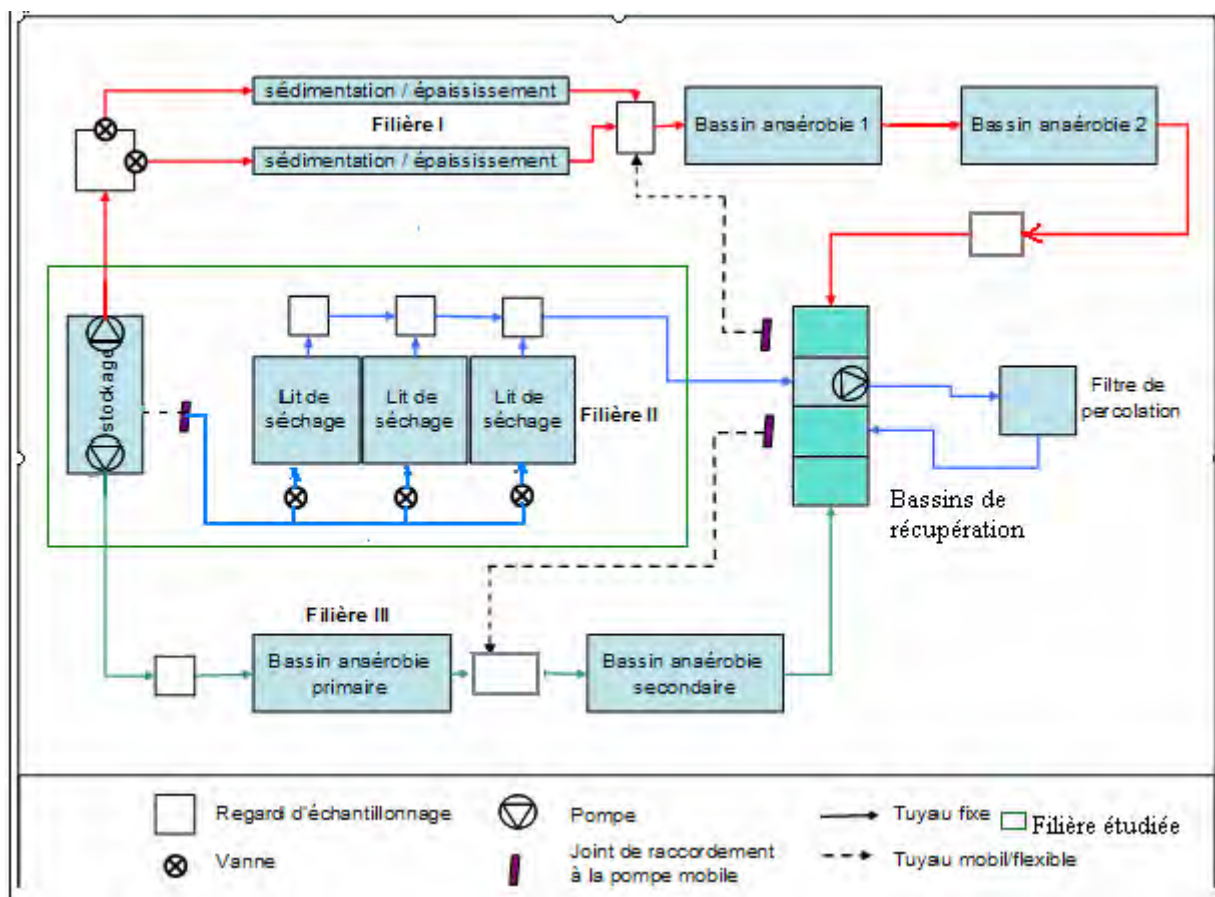 sédimentation / épaississement
Filière I
sédimentation / épaississement
Bassin anaérobie 1
Bassin anaérobie 2
stockage
Lit de
séchage
Lit de
séchage
Lit de
séchage
Filière II
Filtre de
percolation
Bassins de
récupération
Filière III
Bassin anaérobie
primaire
Bassin anaérobie
secondaire
Regard d'échantillonnage
Pompe
Tuyau fixe
Filière étudiée
Vanne
Joint de raccordement
à la pompe mobile
Tuyau mobil/flexible